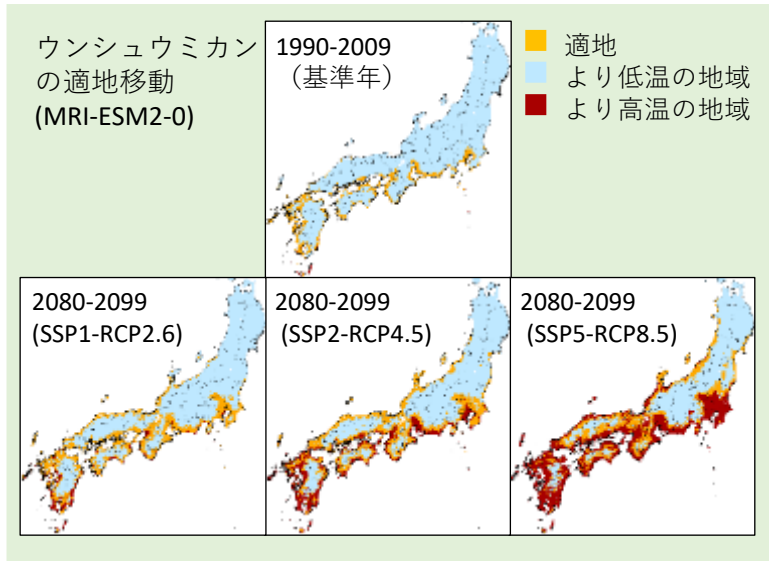 ウンシュウミカン
の適地移動
(MRI-ESM2-0)
1990-2009
（基準年）
適地
より低温の地域
より高温の地域
2080-2099
(SSP1-RCP2.6)
2080-2099
(SSP2-RCP4.5)
2080-2099
(SSP5-RCP8.5)